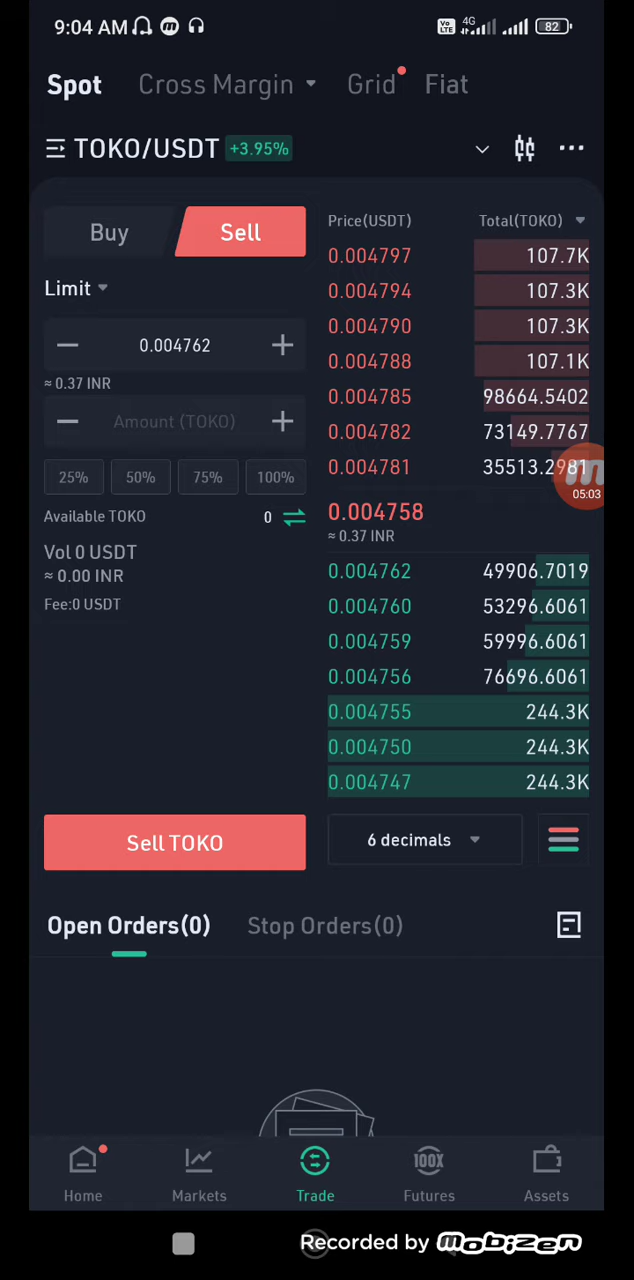 9:04 AM
Vo LTE 4G 82
Spot Cross Margin Grid Fiat
TOKO/USDT +3.95%
Buy Sell
Limit
0.004762
≈ 0.37 INR
Amount (TOKO)
25% 50% 75% 100%
Available TOKO 0
Vol 0 USDT
≈ 0.00 INR
Fee:0 USDT
Sell TOKO
Price(USDT) Total(TOKO)
0.004797 107.7K
0.004794 107.3K
0.004790 107.3K
0.004788 107.1K
0.004785 98664.5402
0.004782 73149.7767
0.004781 35513.2981
05:03
0.004758
≈ 0.37 INR
0.004762 49906.7019
0.004760 53296.6061
0.004759 59996.6061
0.004756 76696.6061
0.004755 244.3K
0.004750 244.3K
0.004747 244.3K
6 decimals
Open Orders(0) Stop Orders(0)
100X
Home Markets Trade Futures Assets
Recorded by mobizen